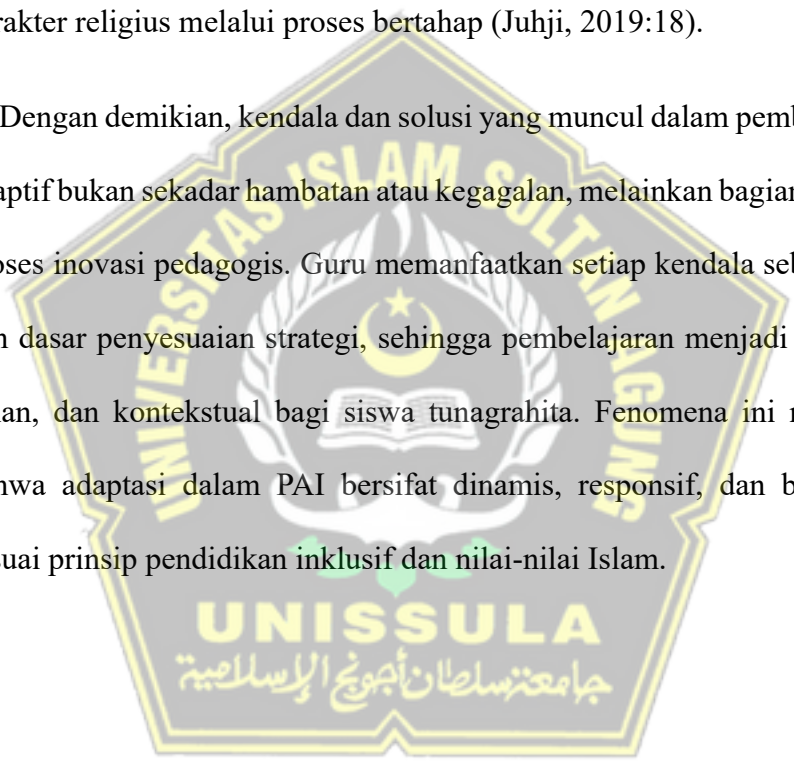 rakter religius melalui proses bertahap (Juhji, 2019:18).
Dengan demikian, kendala dan solusi yang muncul dalam pemb
aptif bukan sekadar hambatan atau kegagalan, melainkan bagian
oses inovasi pedagogis. Guru memanfaatkan setiap kendala seb
n dasar penyesuaian strategi, sehingga pembelajaran menjadi
nan, dan kontekstual bagi siswa tunagrahita. Fenomena ini m
hwa adaptasi dalam PAI bersifat dinamis, responsif, dan b
suai prinsip pendidikan inklusif dan nilai-nilai Islam.
UNIVERSITAS ISLAM SULTAN AGUNG
UNISSULA
جامعة سلطان أجونج الإسلامية